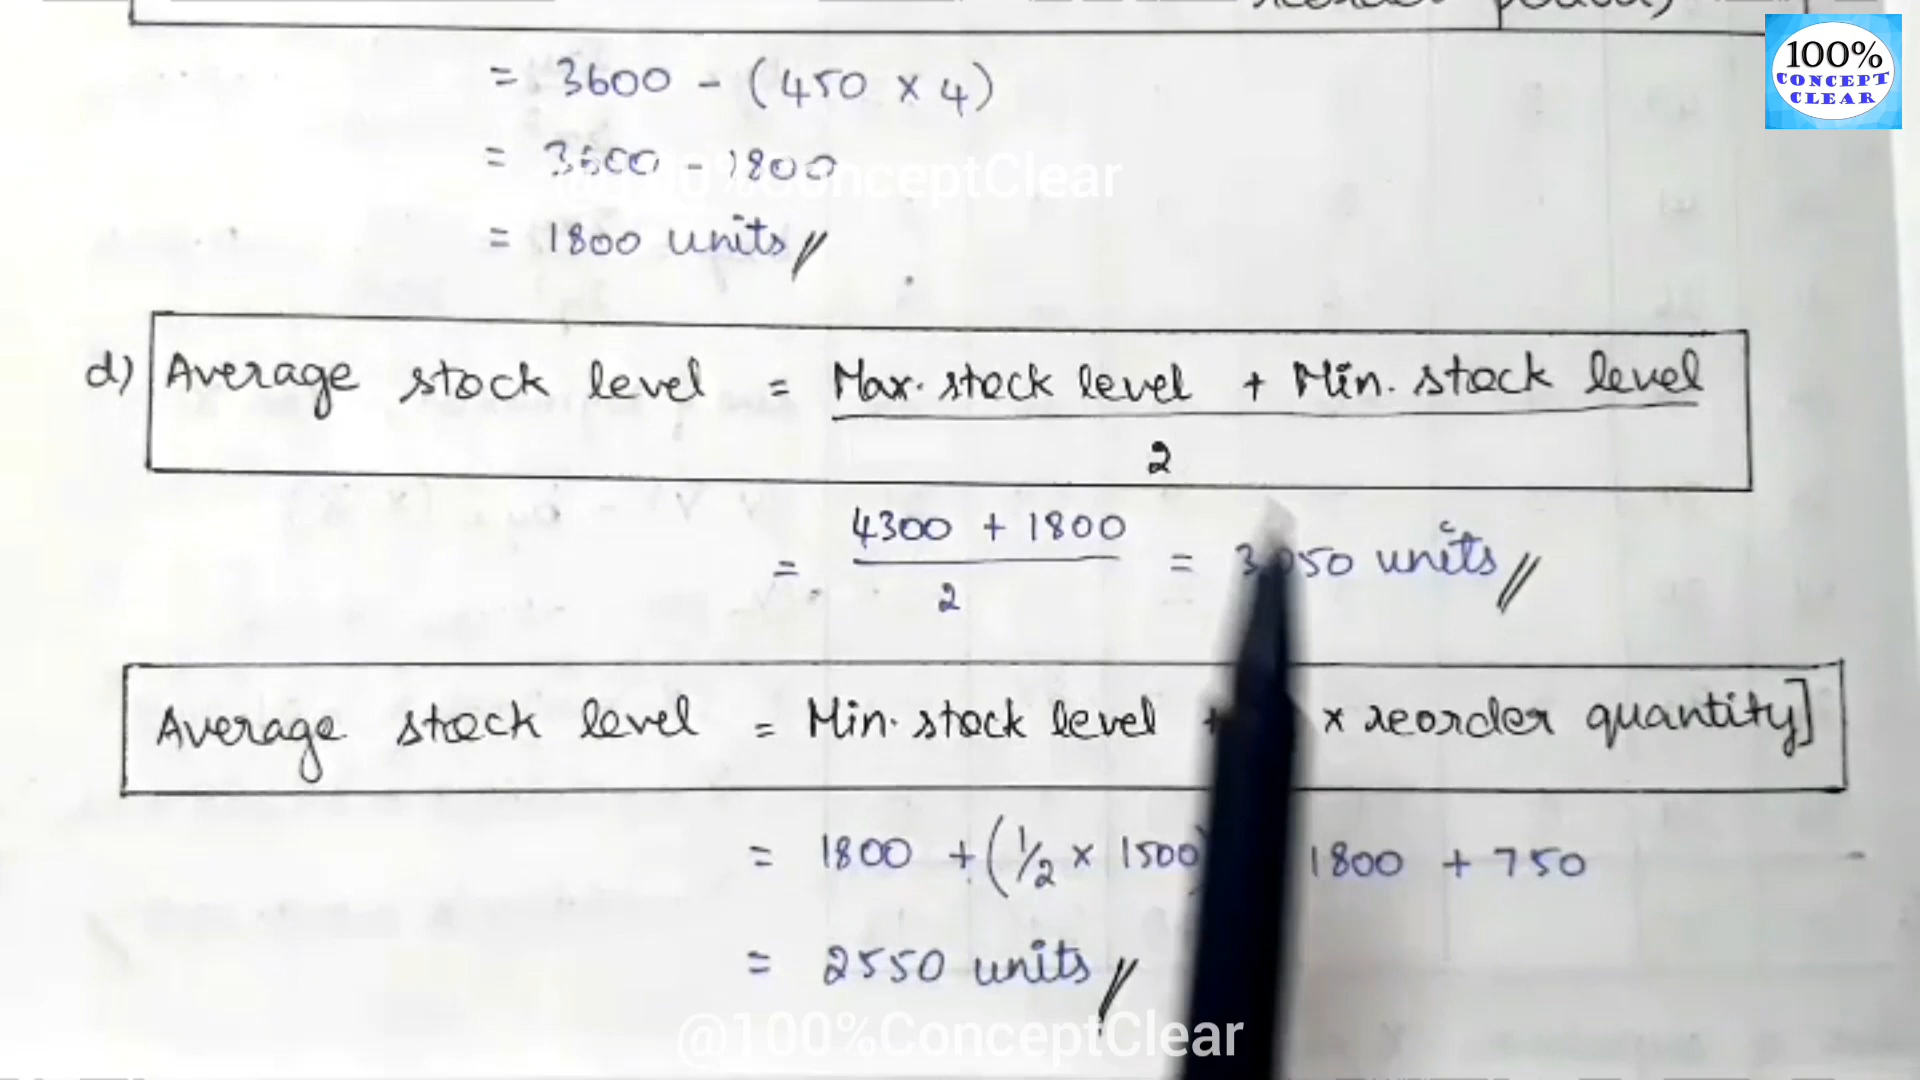 100%
CONCEPT
CLEAR
= 3600 - (450 × 4)
= 3600 - 1800
@100%ConceptClear
= 1800 units
d) Average stock level = Max. stock level + Min. stock level
2
= 4300 + 1800 = 3050 units
2
Average stock level = Min. stock level + × reorder quantity]
= 1800 + (1/2 × 1500) 1800 + 750
= 2550 units
@100%ConceptClear